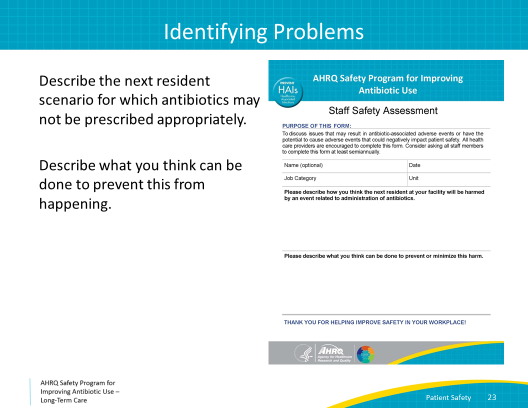 Identifying Problems
Describe the next resident
scenario for which antibiotics may
not be prescribed appropriately.
Describe what you think can be
done to prevent this from
happening.
HAIs
AHRQ Safety Program for Improving
Antibiotic Use
Staff Safety Assessment
PURPOSE OF THIS FORM:
To discuss issues that may result in antibiotic-associated adverse events or have the
potential to cause adverse events that could negatively impact patient safety. All health
care providers are encouraged to complete this form. Consider asking all staff members
to complete this form at least semiannually.
Name (optional) Date
Job Category Unit
Please describe how you think the next resident at your facility will be harmed
by an event related to administration of antibiotics.
Please describe what you think can be done to prevent or minimize this harm.
THANK YOU FOR HELPING IMPROVE SAFETY IN YOUR WORKPLACE!
AHRQ
Agency for Healthcare
Research and Quality
AHRQ Safety Program for
Improving Antibiotic Use –
Long-Term Care
Patient Safety 23